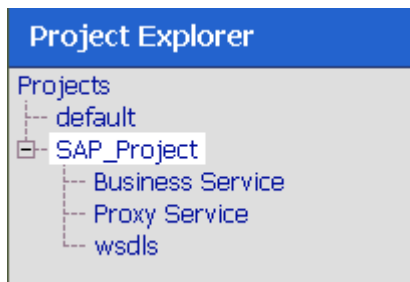 Project Explorer
Projects
default
SAP_Project
Business Service
Proxy Service
wsdls